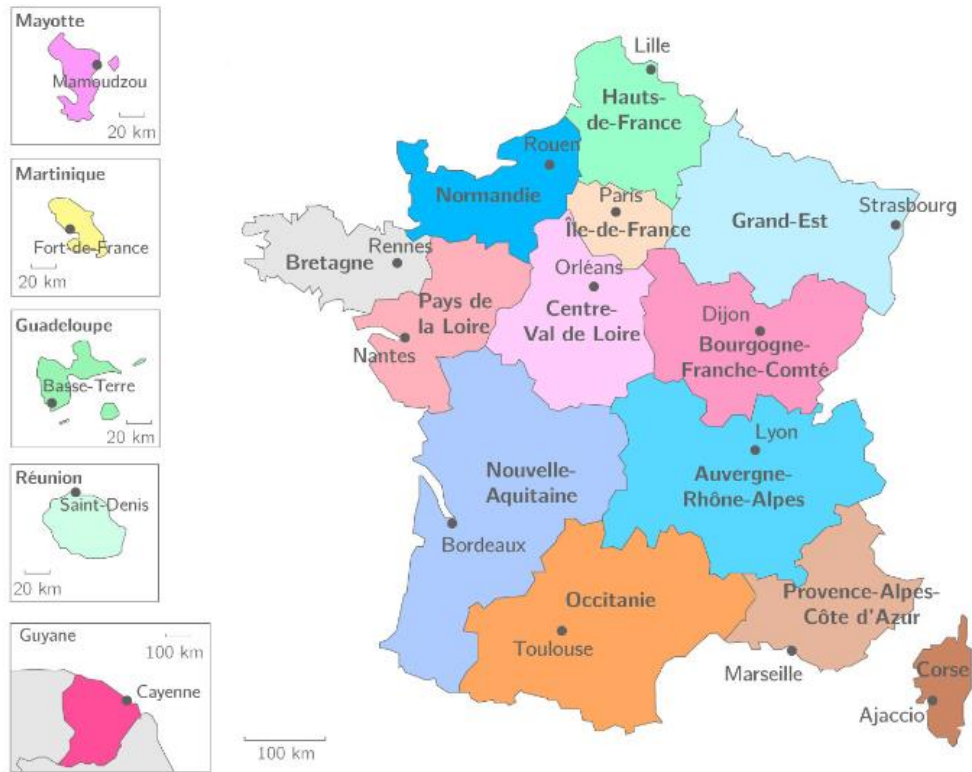 Mayotte
Mamoudzou
20 km
Martinique
Fort-de-France
20 km
Guadeloupe
Basse-Terre
20 km
Réunion
Saint-Denis
20 km
Guyane
100 km
Cayenne
Lille
Hauts-
de-France
Rouen
Normandie
Paris
Île-de-France
Grand-Est
Strasbourg
Rennes
Bretagne
Orléans
Pays de
la Loire
Centre-
Val de Loire
Nantes
Dijon
Bourgogne-
Franche-Comté
Lyon
Auvergne-
Rhône-Alpes
Nouvelle-
Aquitaine
Bordeaux
Occitanie
Toulouse
Provence-Alpes-
Côte d'Azur
Marseille
Corse
Ajaccio
100 km